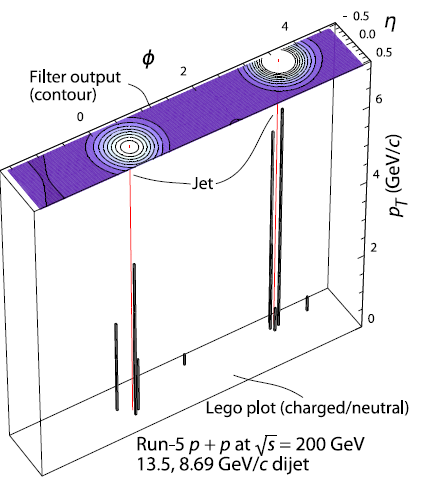 - 0.5
η
0.0
0.5
4
ϕ
2
0
Filter output
(contour)
6
4
2
0
p_T (GeV/c)
Jet
Lego plot (charged/neutral)
Run-5 p + p at √s = 200 GeV
13.5, 8.69 GeV/c dijet